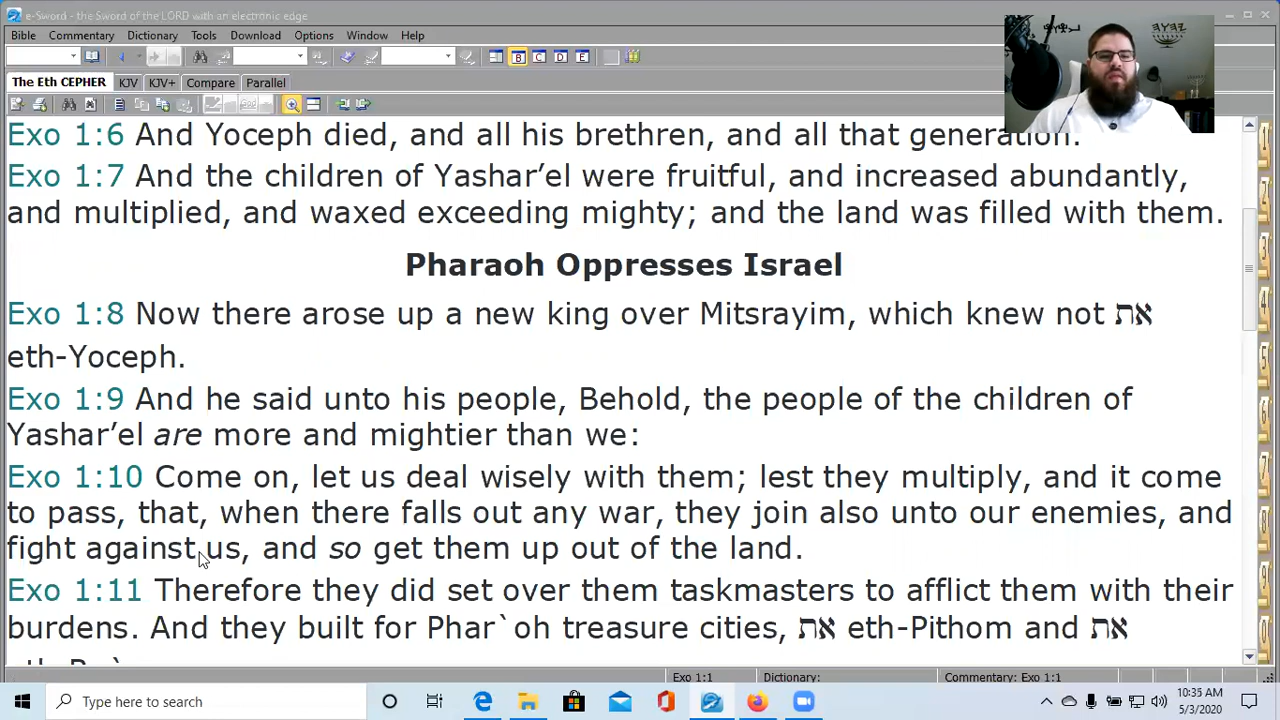 e-Sword - the Sword of the LORD with an electronic edge
Bible Commentary Dictionary Tools Download Options Window Help
B C D E
The Eth CEPHER KJV KJV+ Compare Parallel
Exo 1:6 And Yoceph died, and all his brethren, and all that generation.
Exo 1:7 And the children of Yashar’el were fruitful, and increased abundantly,
and multiplied, and waxed exceeding mighty; and the land was filled with them.
Pharaoh Oppresses Israel
Exo 1:8 Now there arose up a new king over Mitsrayim, which knew not את
eth-Yoceph.
Exo 1:9 And he said unto his people, Behold, the people of the children of
Yashar’el are more and mightier than we:
Exo 1:10 Come on, let us deal wisely with them; lest they multiply, and it come
to pass, that, when there falls out any war, they join also unto our enemies, and
fight against us, and so get them up out of the land.
Exo 1:11 Therefore they did set over them taskmasters to afflict them with their
burdens. And they built for Phar`oh treasure cities, את eth-Pithom and את
Exo 1:1 Dictionary: Commentary: Exo 1:1
Type here to search
10:35 AM
5/3/2020